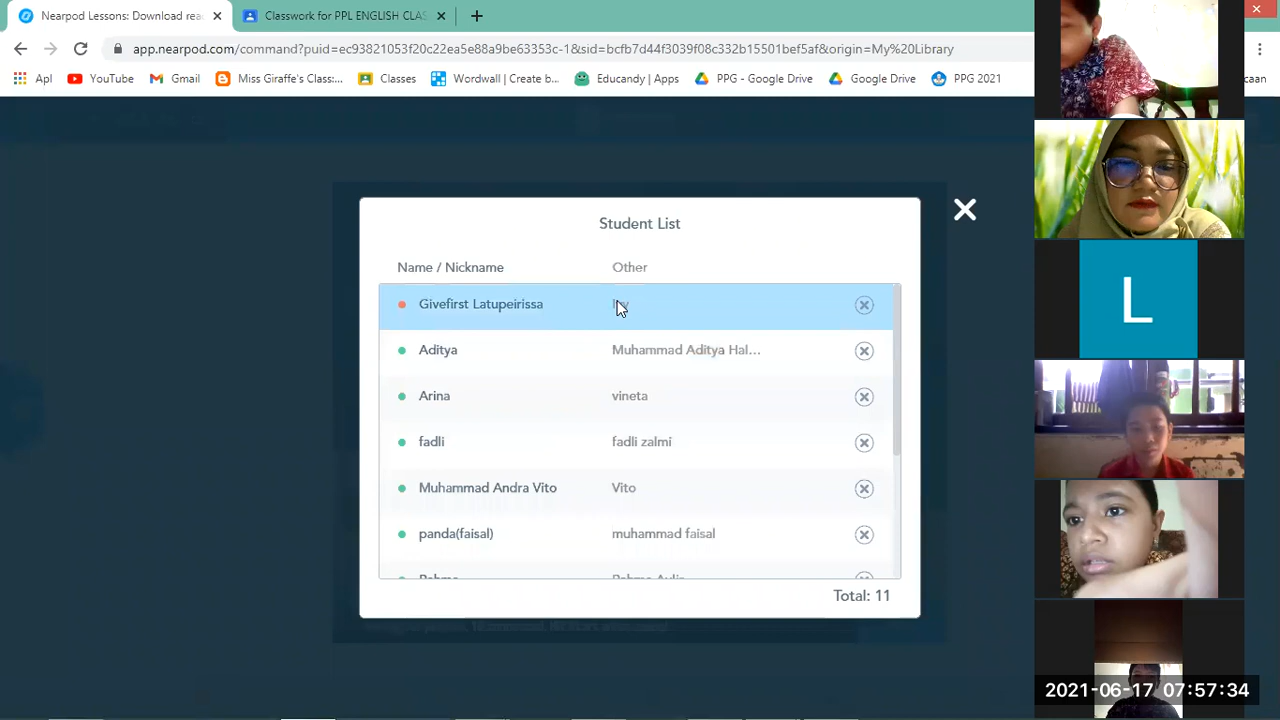 Nearpod Lessons: Download rea
Classwork for PPL ENGLISH CLAS
app.nearpod.com/command?puid=ec93821053f20c22ea5e88a9be63353c-1&sid=bcfb7d44f3039f08c332b15501bef5af&origin=My%20Library
Apl YouTube Gmail Miss Giraffe's Class:... Classes Wordwall | Create b... Educandy | Apps PPG - Google Drive Google Drive PPG 2021 caan
Student List
Name / Nickname Other
Givefirst Latupeirissa
Aditya Muhammad Aditya Hal...
Arina vineta
fadli fadli zalmi
Muhammad Andra Vito Vito
panda(faisal) muhammad faisal
Total: 11
L
2021-06-17 07:57:34